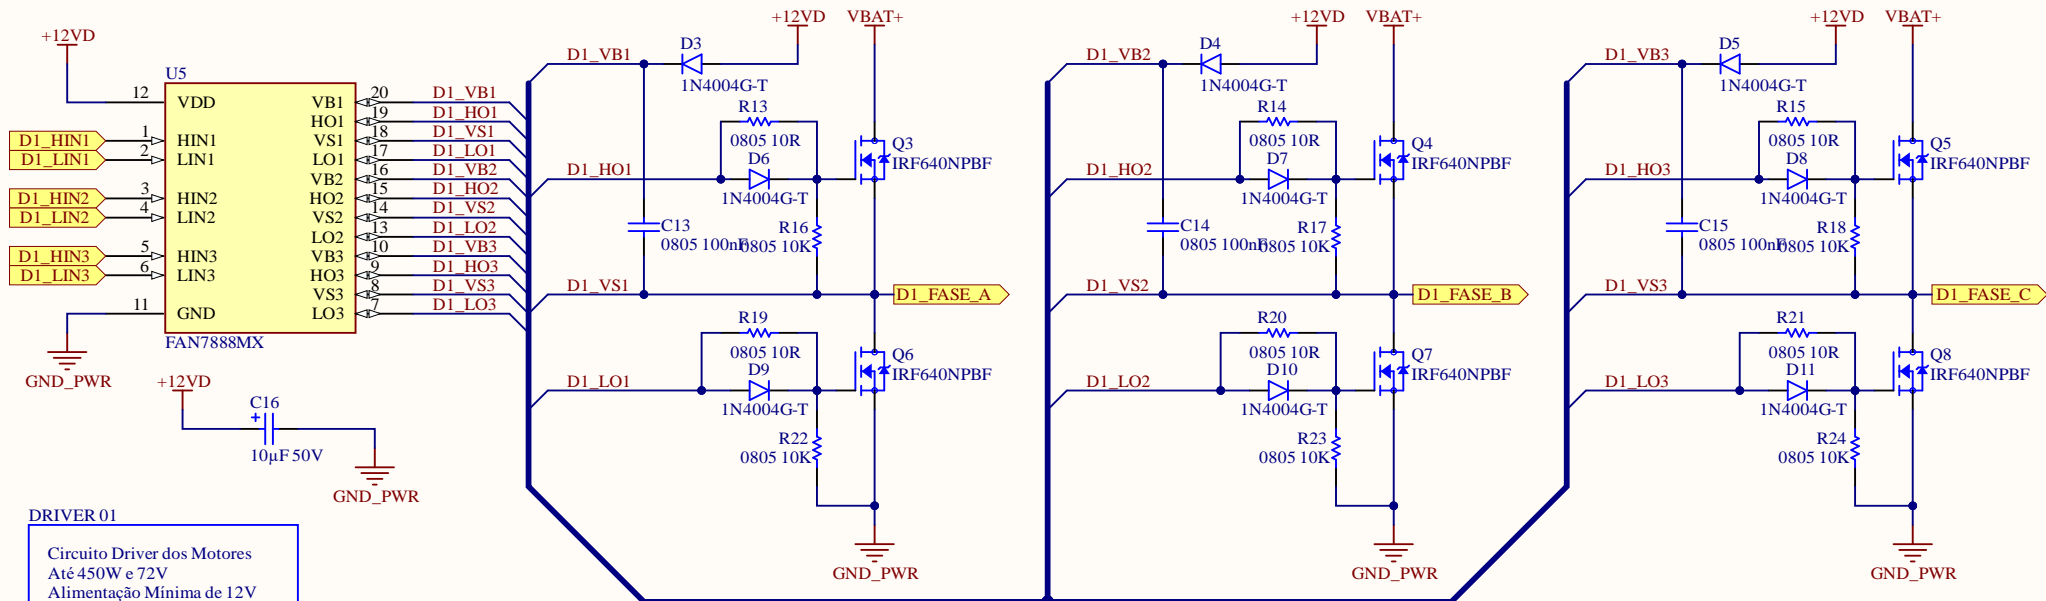 +12VD
U5
12
VDD
1
HIN1
2
LIN1
3
HIN2
4
LIN2
5
HIN3
6
LIN3
11
GND
VB1
20
HO1
19
VS1
18
LO1
17
VB2
16
HO2
15
VS2
14
LO2
13
VB3
10
HO3
9
VS3
8
LO3
7
FAN7888MX
D1_HIN1
D1_LIN1
D1_HIN2
D1_LIN2
D1_HIN3
D1_LIN3
GND_PWR
D1_VB1
D1_HO1
D1_VS1
D1_LO1
D1_VB2
D1_HO2
D1_VS2
D1_LO2
D1_VB3
D1_HO3
D1_VS3
D1_LO3
+12VD
C16
+
10µF 50V
GND_PWR
DRIVER 01
Circuito Driver dos Motores
Até 450W e 72V
Alimentação Mínima de 12V
+12VD
VBAT+
D1_VB1
D3
1N4004G-T
R13
0805 10R
D6
1N4004G-T
Q3
IRF640NPBF
D1_HO1
C13
0805 100nF
R16
0805 10K
D1_VS1
D1_FASE_A
R19
0805 10R
D9
1N4004G-T
Q6
IRF640NPBF
D1_LO1
R22
0805 10K
GND_PWR
+12VD
VBAT+
D1_VB2
D4
1N4004G-T
R14
0805 10R
D7
1N4004G-T
Q4
IRF640NPBF
D1_HO2
C14
0805 100nF
R17
0805 10K
D1_VS2
D1_FASE_B
R20
0805 10R
D10
1N4004G-T
Q7
IRF640NPBF
D1_LO2
R23
0805 10K
GND_PWR
+12VD
VBAT+
D1_VB3
D5
1N4004G-T
R15
0805 10R
D8
1N4004G-T
Q5
IRF640NPBF
D1_HO3
C15
0805 100nF
R18
0805 10K
D1_VS3
D1_FASE_C
R21
0805 10R
D11
1N4004G-T
Q8
IRF640NPBF
D1_LO3
R24
0805 10K
GND_PWR